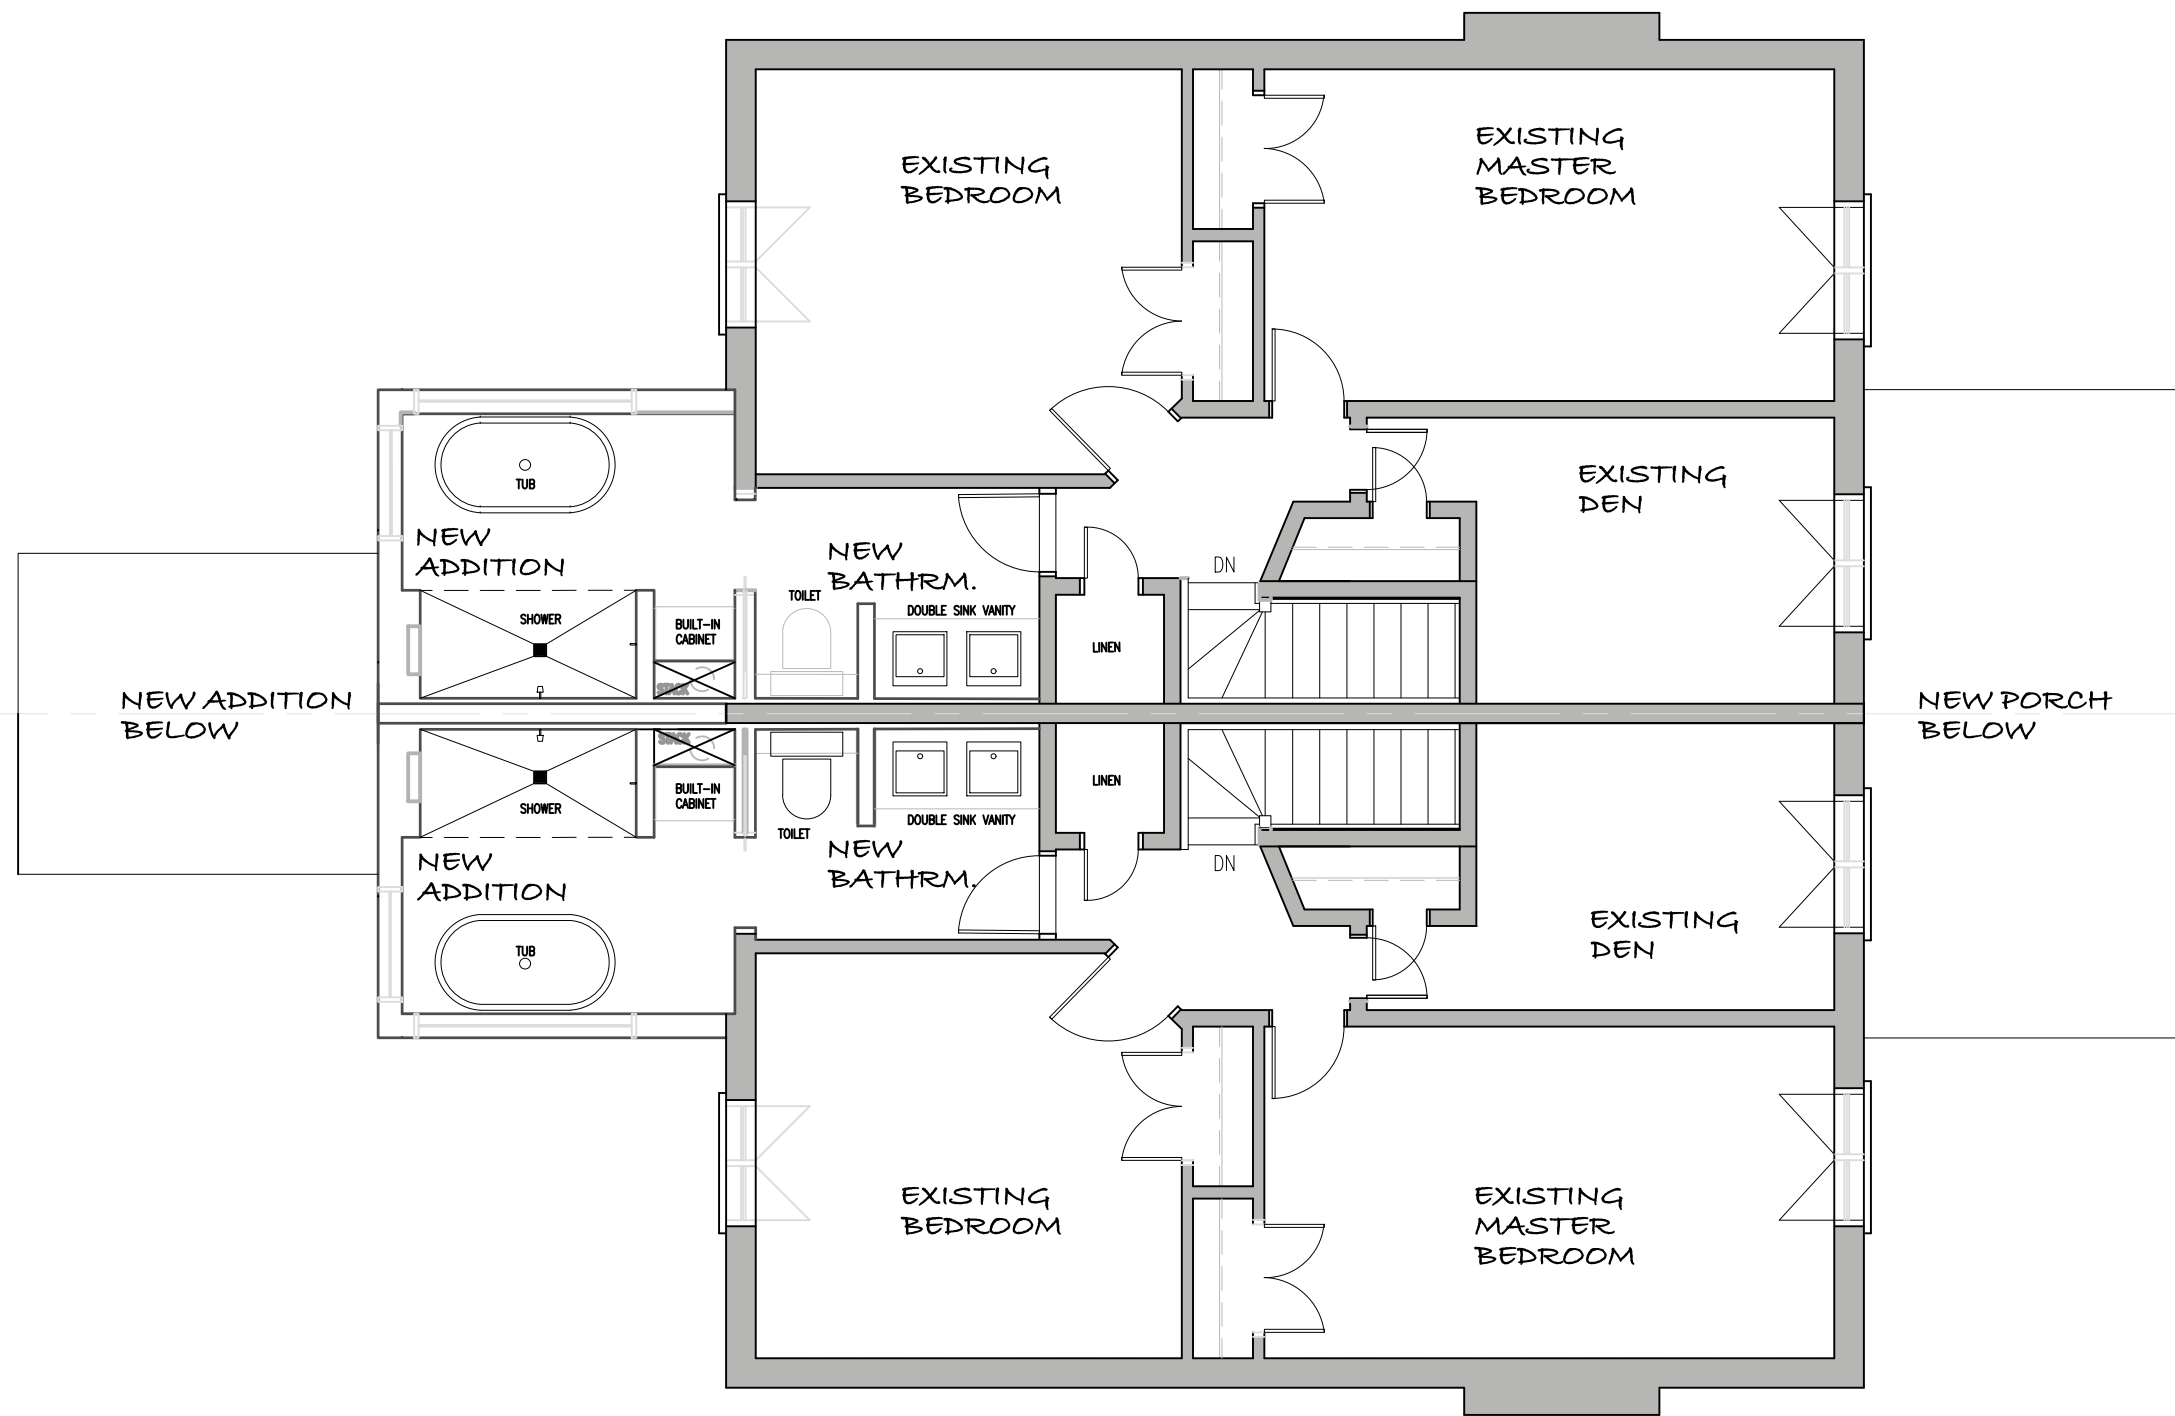 EXISTING
BEDROOM
EXISTING
MASTER
BEDROOM
EXISTING
DEN
TUB
NEW
ADDITION
NEW
BATHRM.
DN
TOILET
DOUBLE SINK VANITY
SHOWER
BUILT-IN
CABINET
LINEN
STACK
NEW ADDITION
BELOW
NEW PORCH
BELOW
STACK
LINEN
BUILT-IN
CABINET
SHOWER
DOUBLE SINK VANITY
TOILET
NEW
BATHRM.
DN
NEW
ADDITION
EXISTING
DEN
TUB
EXISTING
BEDROOM
EXISTING
MASTER
BEDROOM